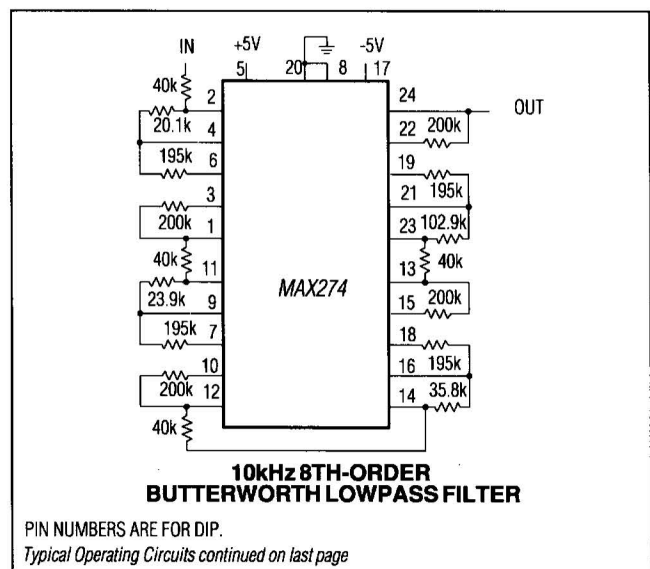 IN
+5V
-5V
5
20
8
17
40k
2
24
OUT
20.1k
4
22
200k
195k
6
19
3
195k
21
200k
1
23
102.9k
40k
11
13
40k
MAX274
23.9k
9
15
200k
195k
7
18
10
16
195k
200k
12
14
35.8k
40k
10kHz 8TH-ORDER
BUTTERWORTH LOWPASS FILTER
PIN NUMBERS ARE FOR DIP.
Typical Operating Circuits continued on last page